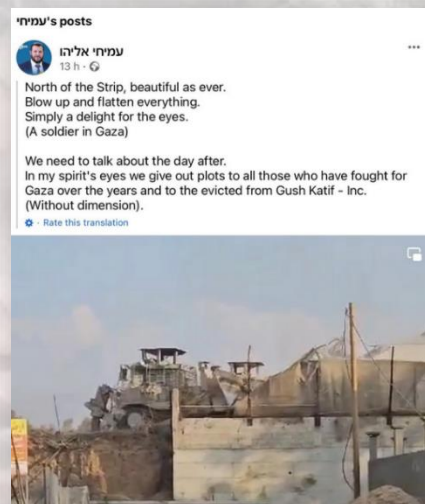 עמיחי's posts
עמיחי אליהו
13 h ·
North of the Strip, beautiful as ever.
Blow up and flatten everything.
Simply a delight for the eyes.
(A soldier in Gaza)
We need to talk about the day after.
In my spirit's eyes we give out plots to all those who have fought for
Gaza over the years and to the evicted from Gush Katif - Inc.
(Without dimension).
· Rate this translation